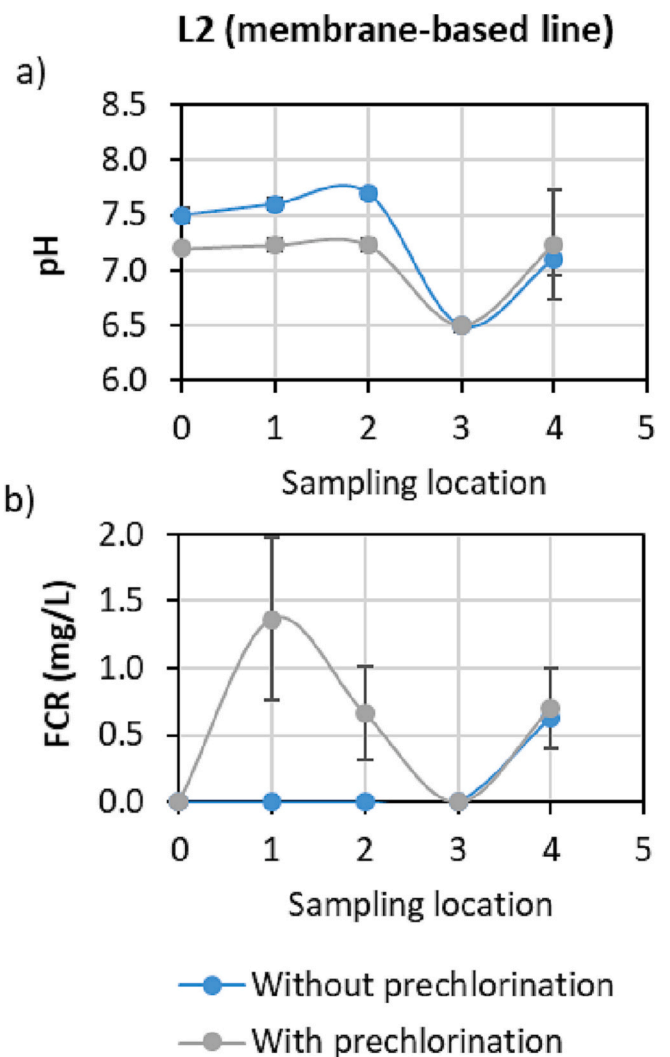 L2 (membrane-based line)
a)
8.5
8.0
7.5
7.0
6.5
6.0
pH
0 1 2 3 4 5
Sampling location
b)
2.0
1.5
1.0
0.5
0.0
FCR (mg/L)
0 1 2 3 4 5
Sampling location
Without prechlorination
With prechlorination